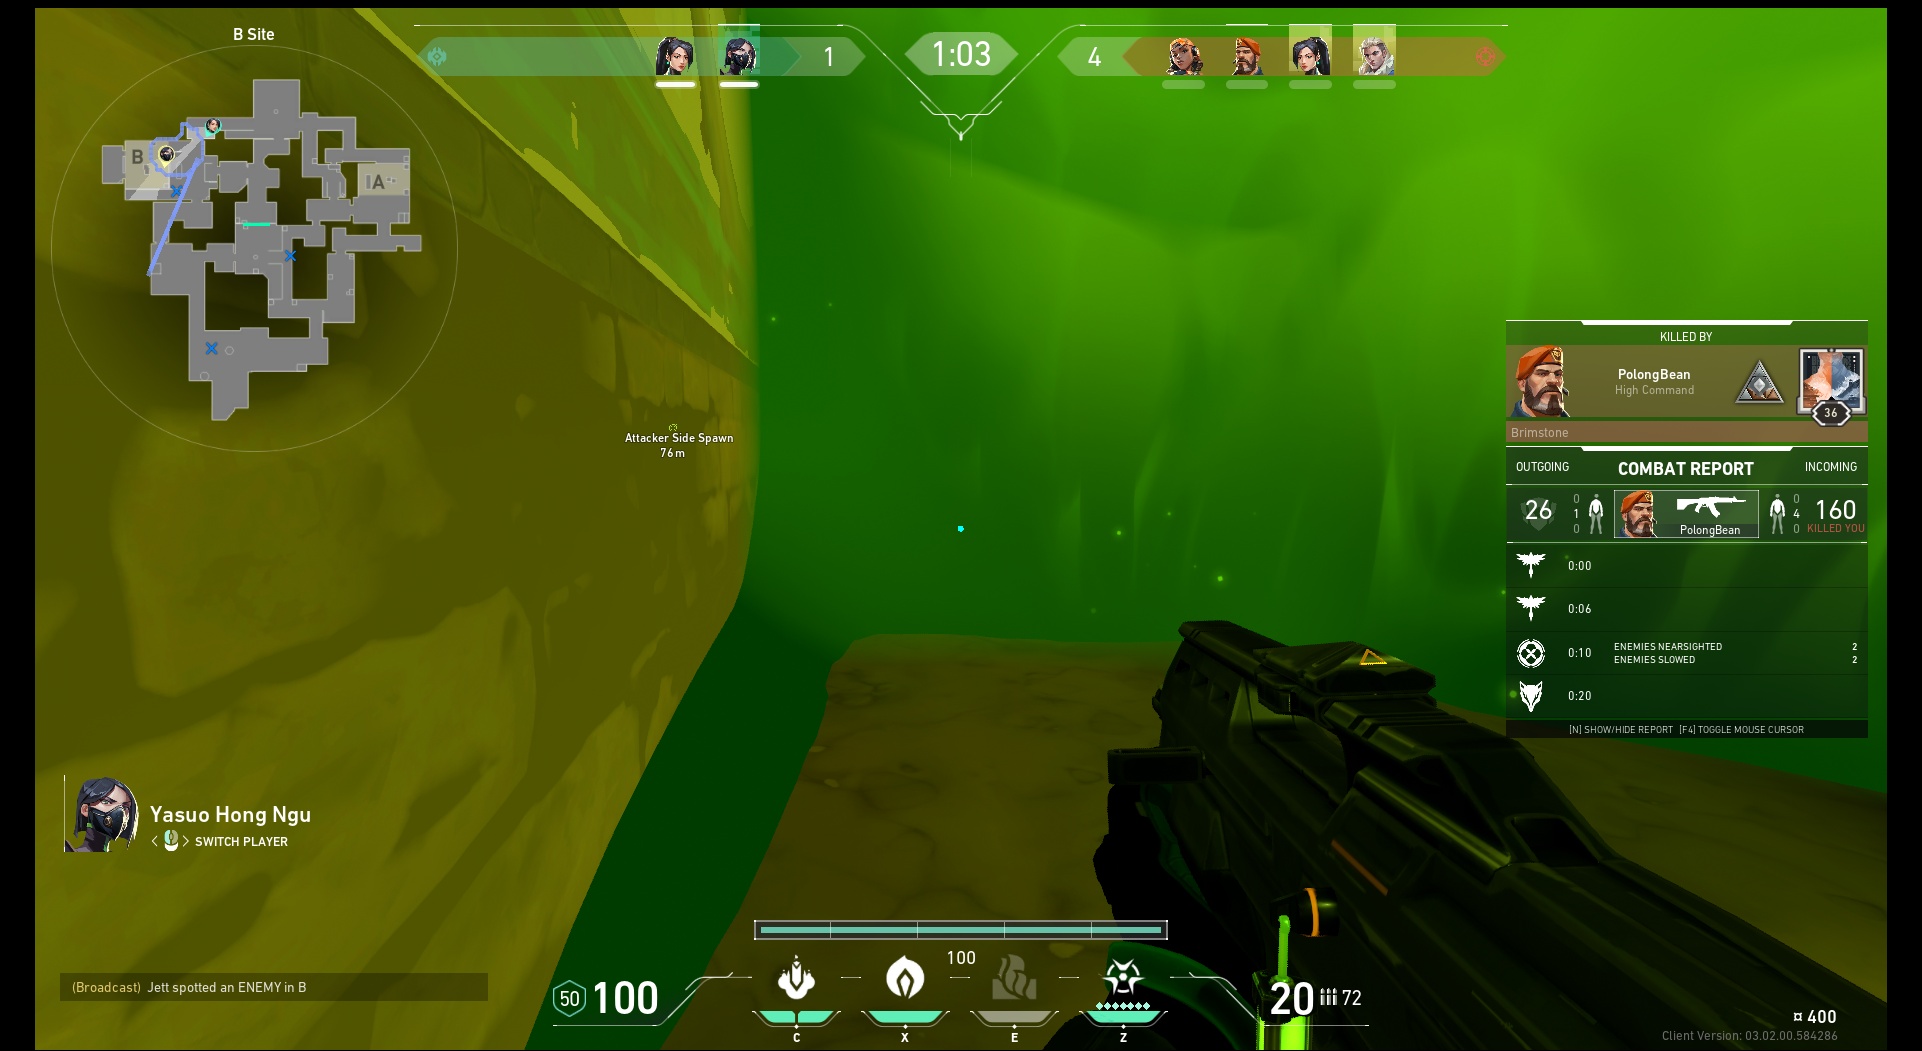 B Site
1
1:03
4
B
A
Attacker Side Spawn
76 m
KILLED BY
PolongBean
High Command
36
Brimstone
OUTGOING
COMBAT REPORT
INCOMING
26
0
1
0
PolongBean
0
4
0
160
KILLED YOU
0:00
0:06
0:10 ENEMIES NEARSIGHTED 2
ENEMIES SLOWED 2
0:20
[N] SHOW/HIDE REPORT [F4] TOGGLE MOUSE CURSOR
Yasuo Hong Ngu
< > SWITCH PLAYER
(Broadcast) Jett spotted an ENEMY in B
50 100
100
C X E Z
20 72
¤ 400
Client Version: 03.02.00.584286